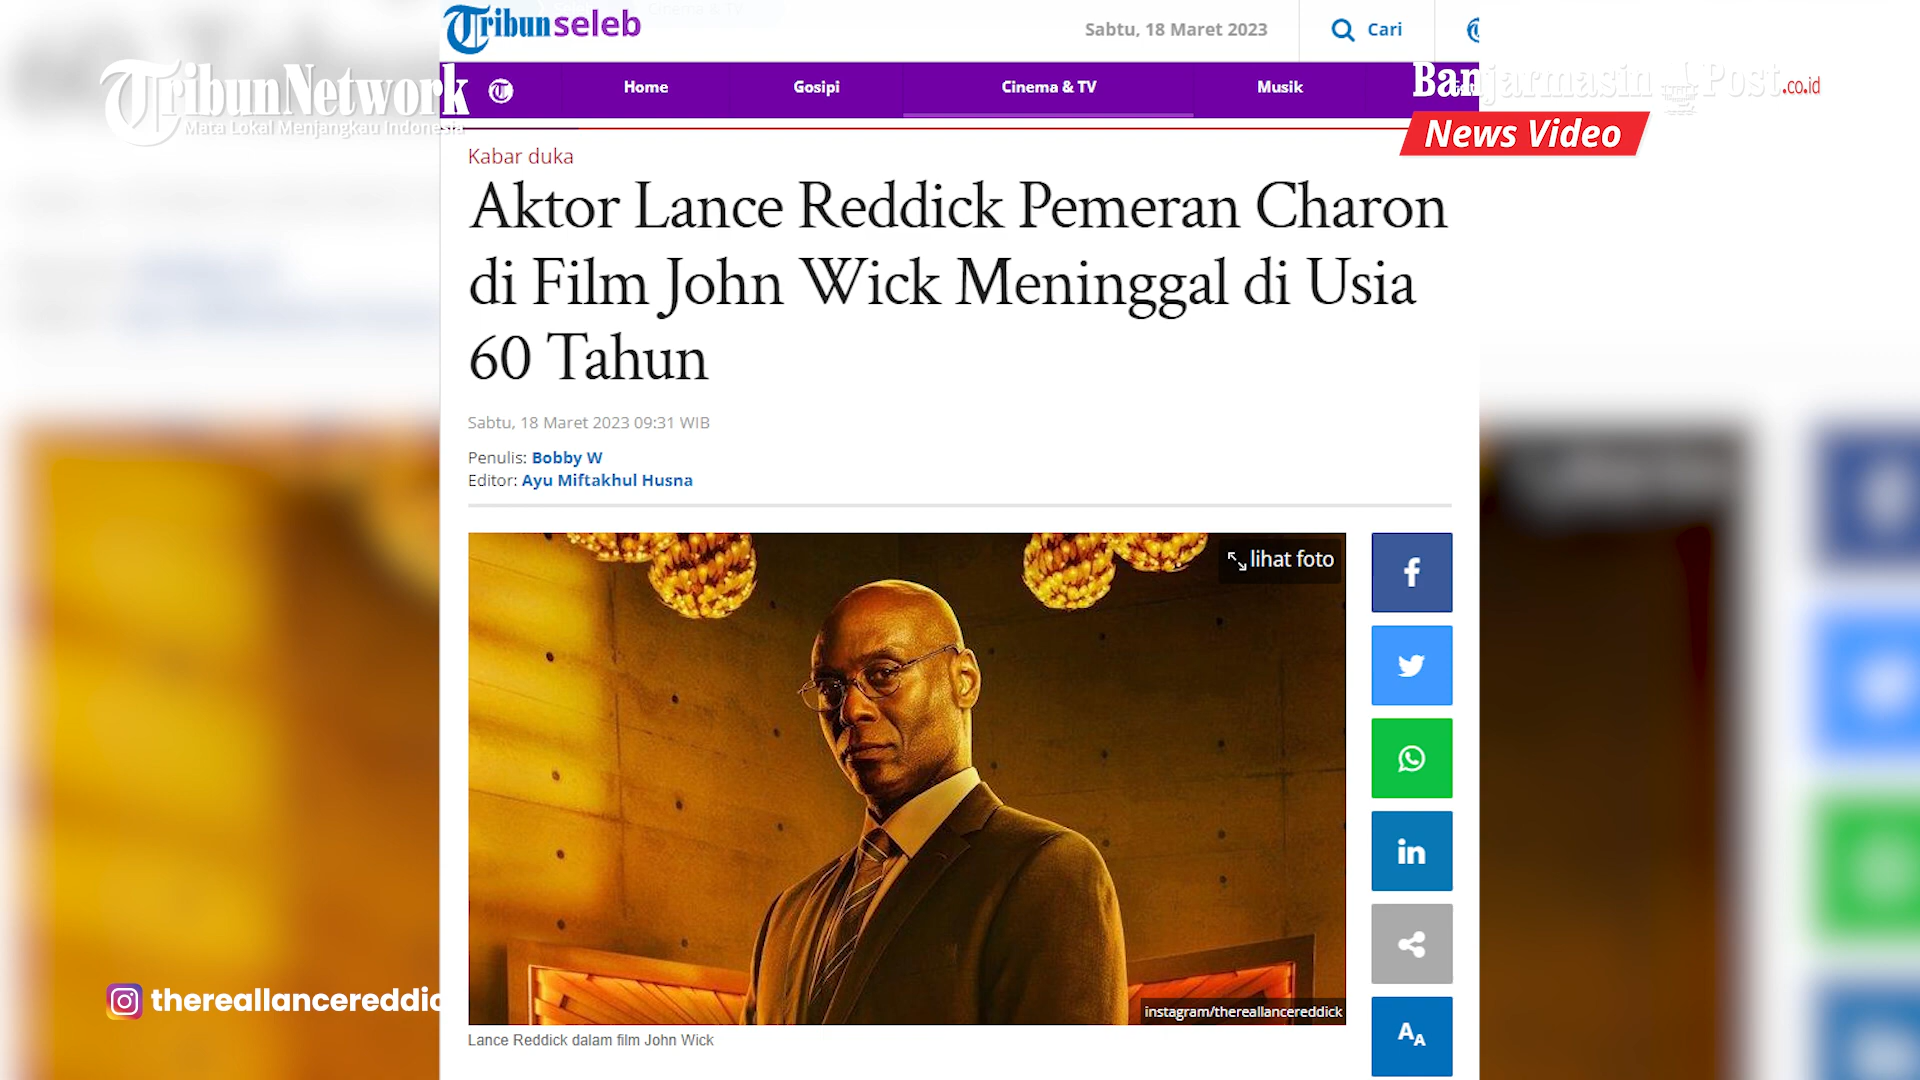 Tribunseleb
Sabtu, 18 Maret 2023
Cari
TribunNetwork
Mata Lokal Menjangkau Indonesia
Home
Gosipi
Cinema & TV
Musik
Banjarmasin Post.co.id
News Video
Kabar duka
Aktor Lance Reddick Pemeran Charon
di Film John Wick Meninggal di Usia
60 Tahun
Sabtu, 18 Maret 2023 09:31 WIB
Penulis: Bobby W
Editor: Ayu Miftakhul Husna
lihat foto
instagram/thereallancereddick
thereallancereddic
Lance Reddick dalam film John Wick